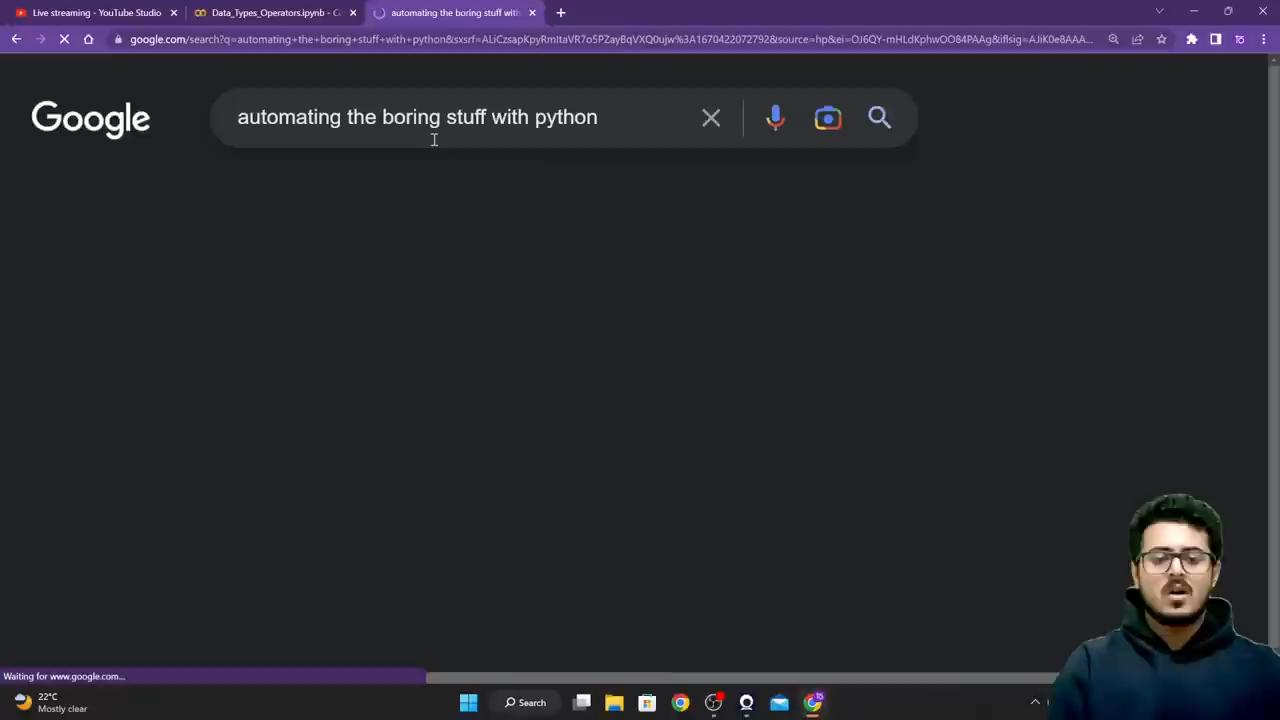 Live streaming - YouTube Studio
Data_Types_Operators.ipynb - Co
automating the boring stuff with
google.com/search?q=automating+the+boring+stuff+with+python&sxsrf=ALiCzsapKpyRmItaVR7o5PZayBqVXQ0ujw%3A1670422072792&source=hp&ei=OJ6QY-mHLdKphwOO84PAAg&iflsig=AJiK0e8AAA...
Google
automating the boring stuff with python
Waiting for www.google.com...
22°C
Mostly clear
Search
15